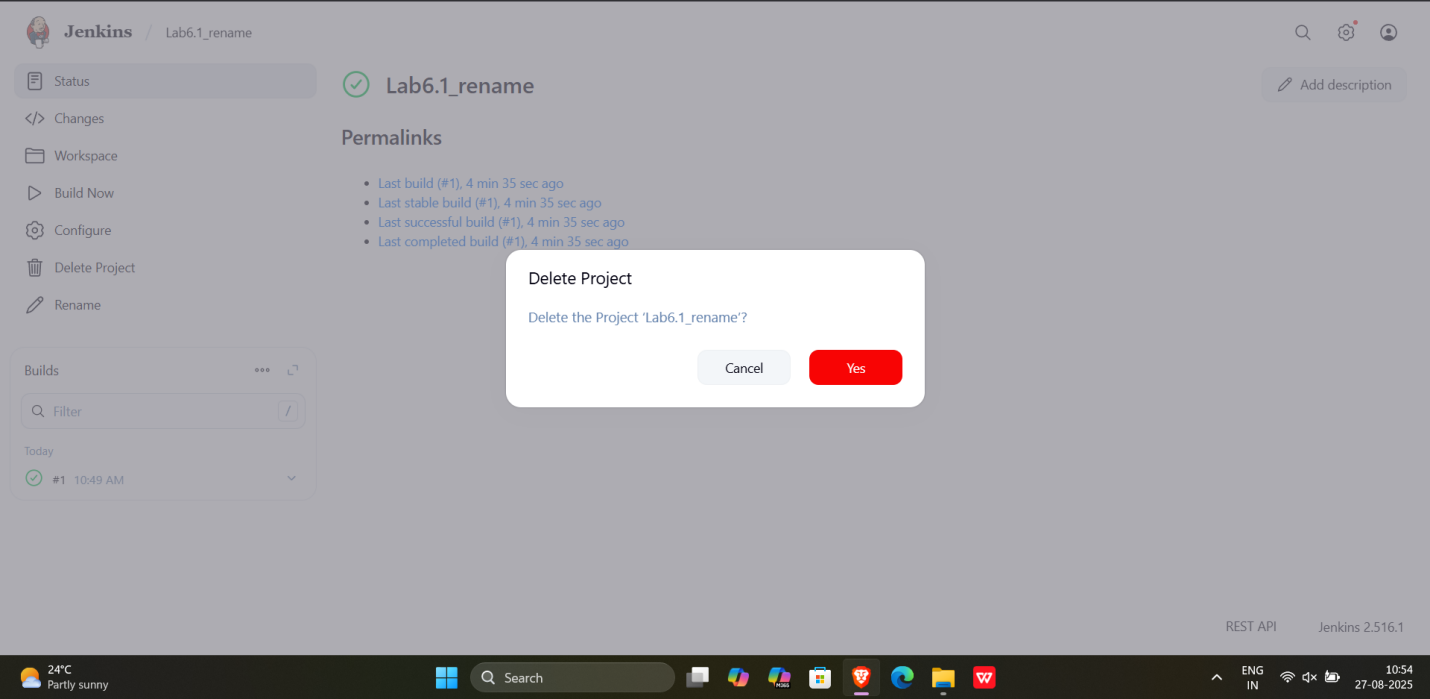 Jenkins / Lab6.1_rename
Status
Changes
Workspace
Build Now
Configure
Delete Project
Rename
Builds
Filter /
Today
#1 10:49 AM
Lab6.1_rename
Add description
Permalinks
Last build (#1), 4 min 35 sec ago
Last stable build (#1), 4 min 35 sec ago
Last successful build (#1), 4 min 35 sec ago
Last completed build (#1), 4 min 35 sec ago
Delete Project
Delete the Project ‘Lab6.1_rename’?
Cancel Yes
REST API Jenkins 2.516.1
24°C
Partly sunny
Search
M365
W
ENG
IN
10:54
27-08-2025